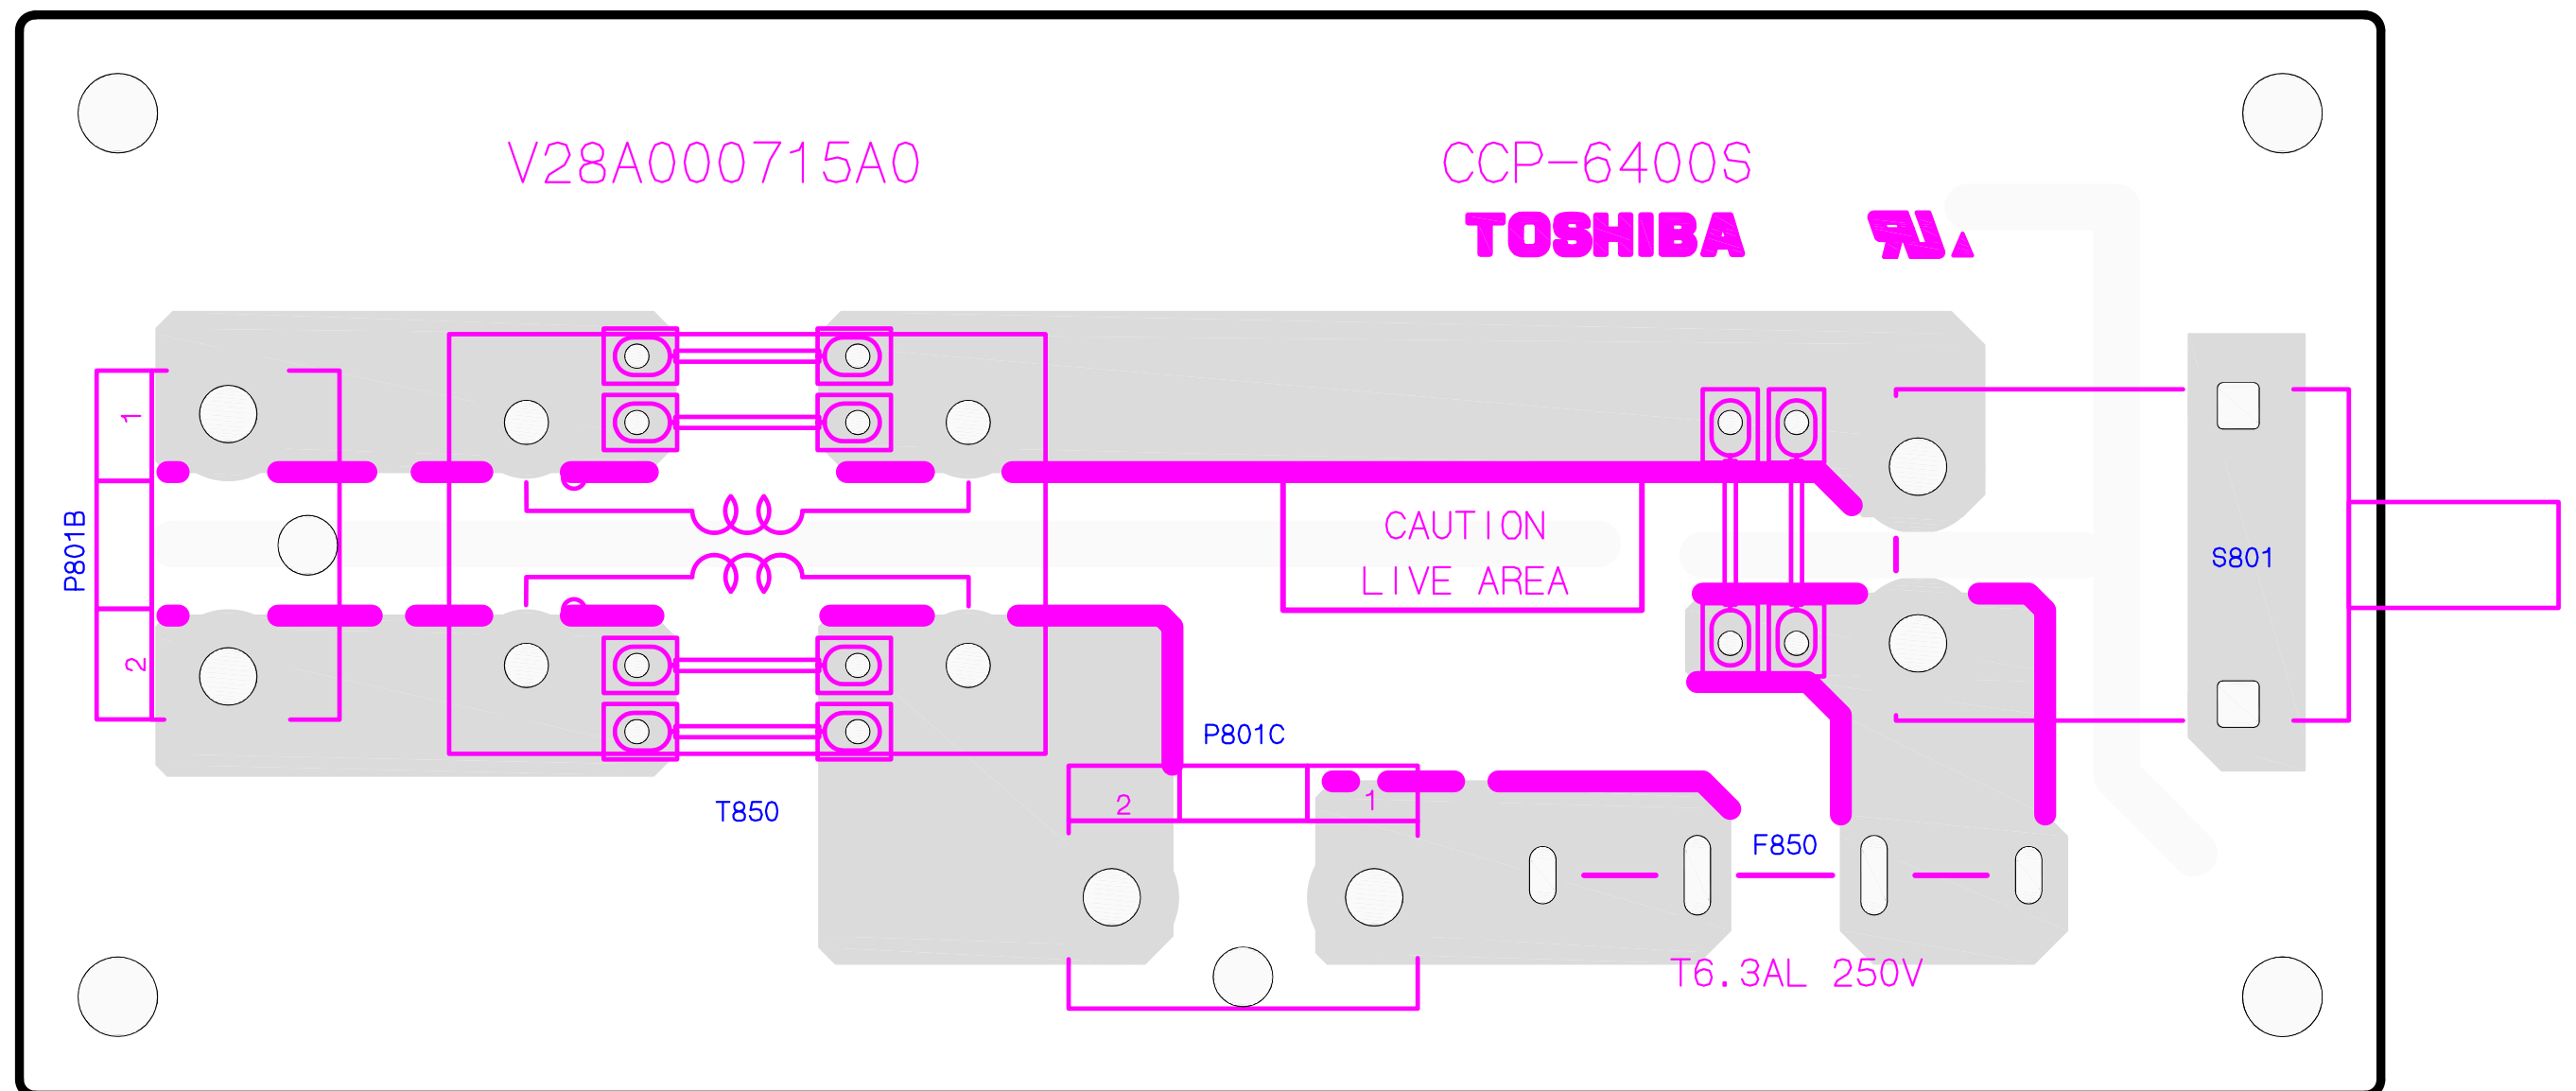 V28A000715A0
CCP-6400S
TOSHIBA
1
P801B
2
CAUTION
LIVE AREA
S801
P801C
2
1
T850
F850
T6.3AL 250V